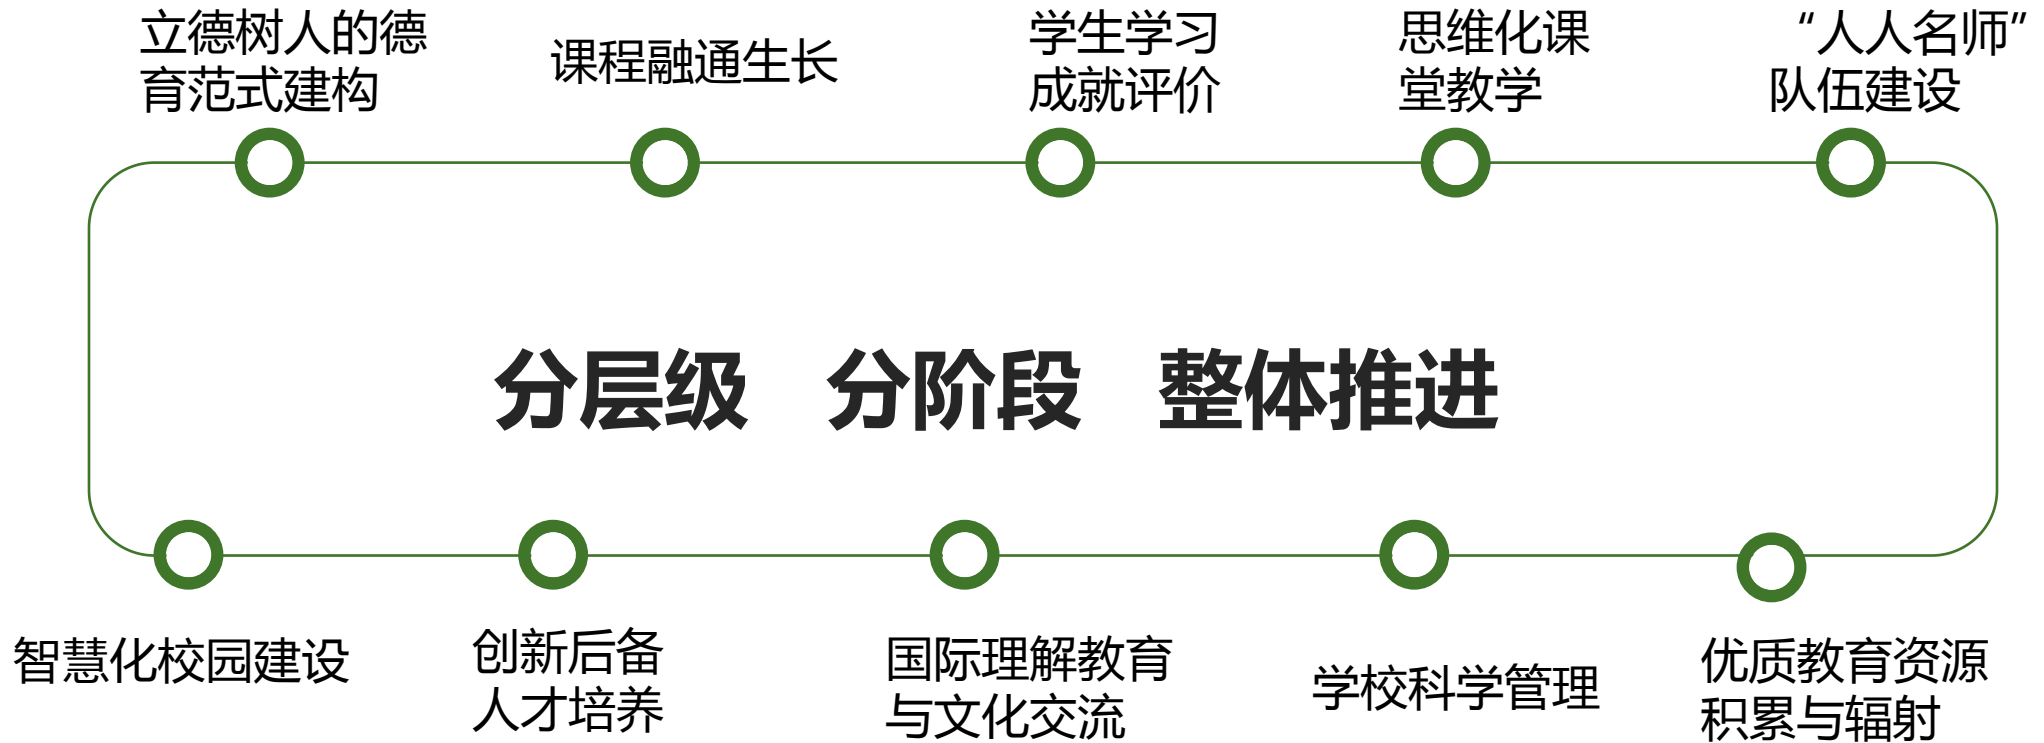 立德树人的德
育范式建构
课程融通生长
学生学习
成就评价
思维化课
堂教学
“人人名师”
队伍建设
分层级 分阶段 整体推进
智慧化校园建设
创新后备
人才培养
国际理解教育
与文化交流
学校科学管理
优质教育资源
积累与辐射